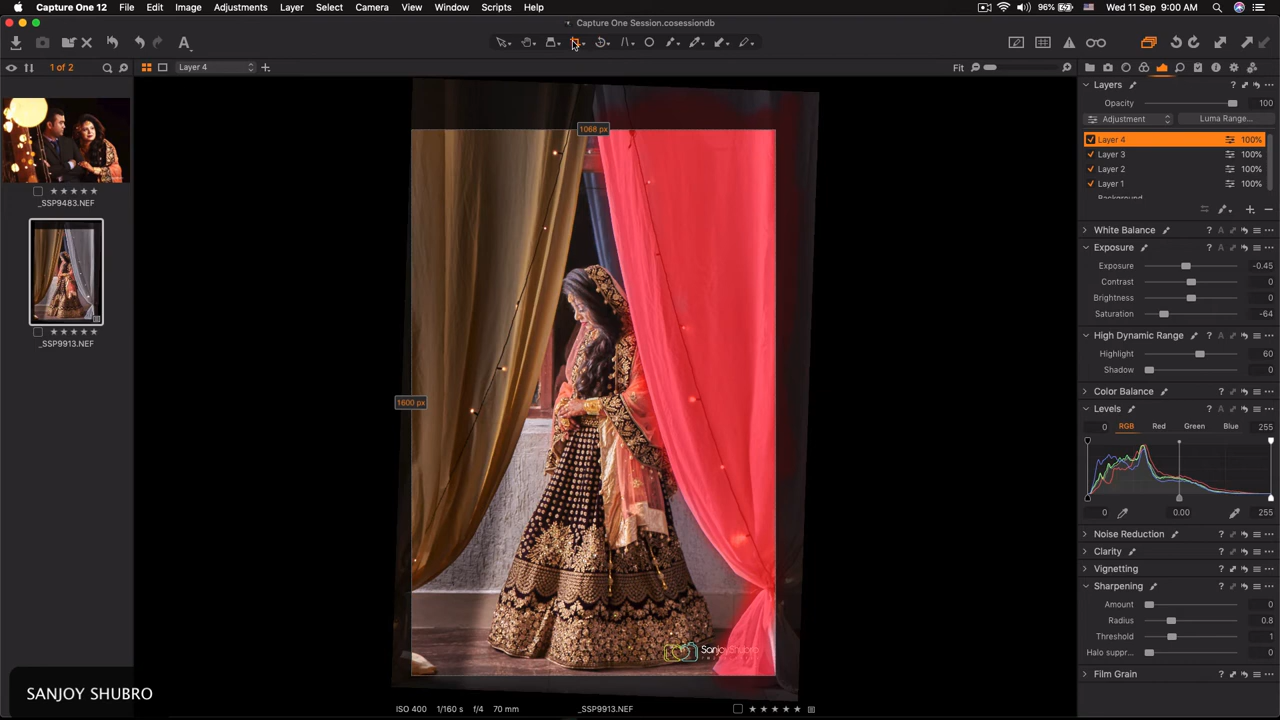 Capture One 12 File Edit Image Adjustments Layer Select Camera View Window Scripts Help
96% Wed 11 Sep 9:00 AM
Capture One Session.cosessiondb
1 of 2
Layer 4
Fit
_SSP9483.NEF
_SSP9913.NEF
1068 px
1600 px
SanjoyShubro
SANJOY SHUBRO
ISO 400 1/160 s f/4 70 mm _SSP9913.NEF
Layers
Opacity 100
Adjustment Luma Range...
Layer 4 100%
Layer 3 100%
Layer 2 100%
Layer 1 100%
Background
White Balance
Exposure
Exposure -0.45
Contrast 0
Brightness 0
Saturation -64
High Dynamic Range
Highlight 60
Shadow 0
Color Balance
Levels
0 RGB Red Green Blue 255
0 0.00 255
Noise Reduction
Clarity
Vignetting
Sharpening
Amount 0
Radius 0.8
Threshold 1
Halo suppr... 0
Film Grain